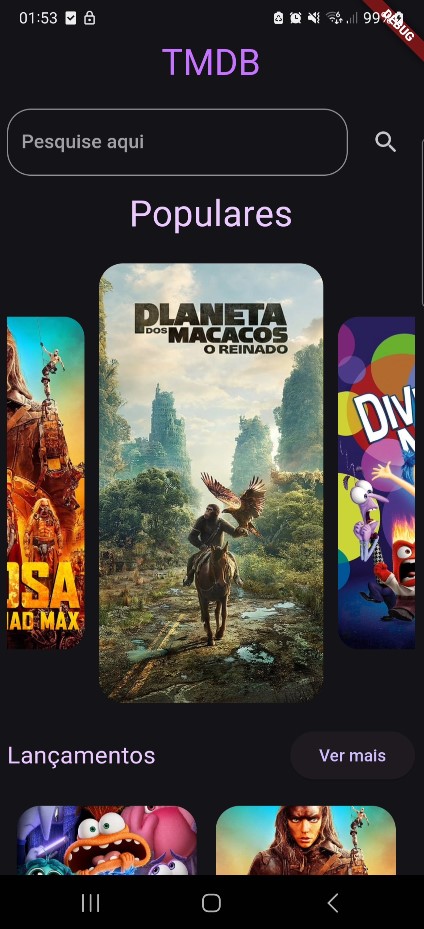 01:53
99%
DEBUG
TMDB
Pesquise aqui
Populares
PLANETA
DOS MACACOS
O REINADO
OSA
AD MAX
DIV
Lançamentos
Ver mais